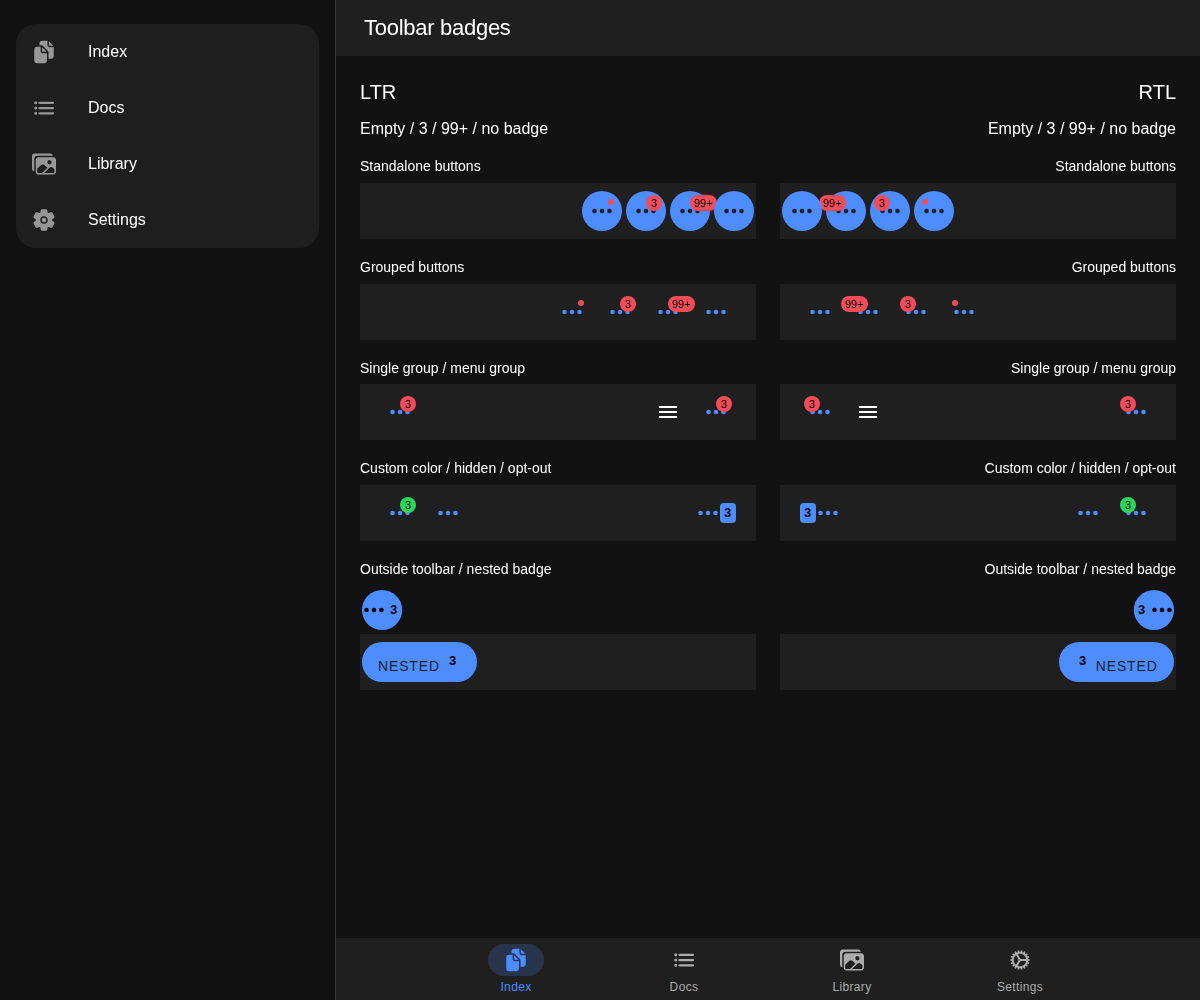 Index
Docs
Library
Settings
Toolbar badges
LTR
Empty / 3 / 99+ / no badge
Standalone buttons
3 99+
Grouped buttons
3 99+
Single group / menu group
3 3
Custom color / hidden / opt-out
3 3
Outside toolbar / nested badge
3
NESTED 3
RTL
Empty / 3 / 99+ / no badge
Standalone buttons
99+ 3
Grouped buttons
99+ 3
Single group / menu group
3 3
Custom color / hidden / opt-out
3 3
Outside toolbar / nested badge
3
3 NESTED
Index
Docs
Library
Settings